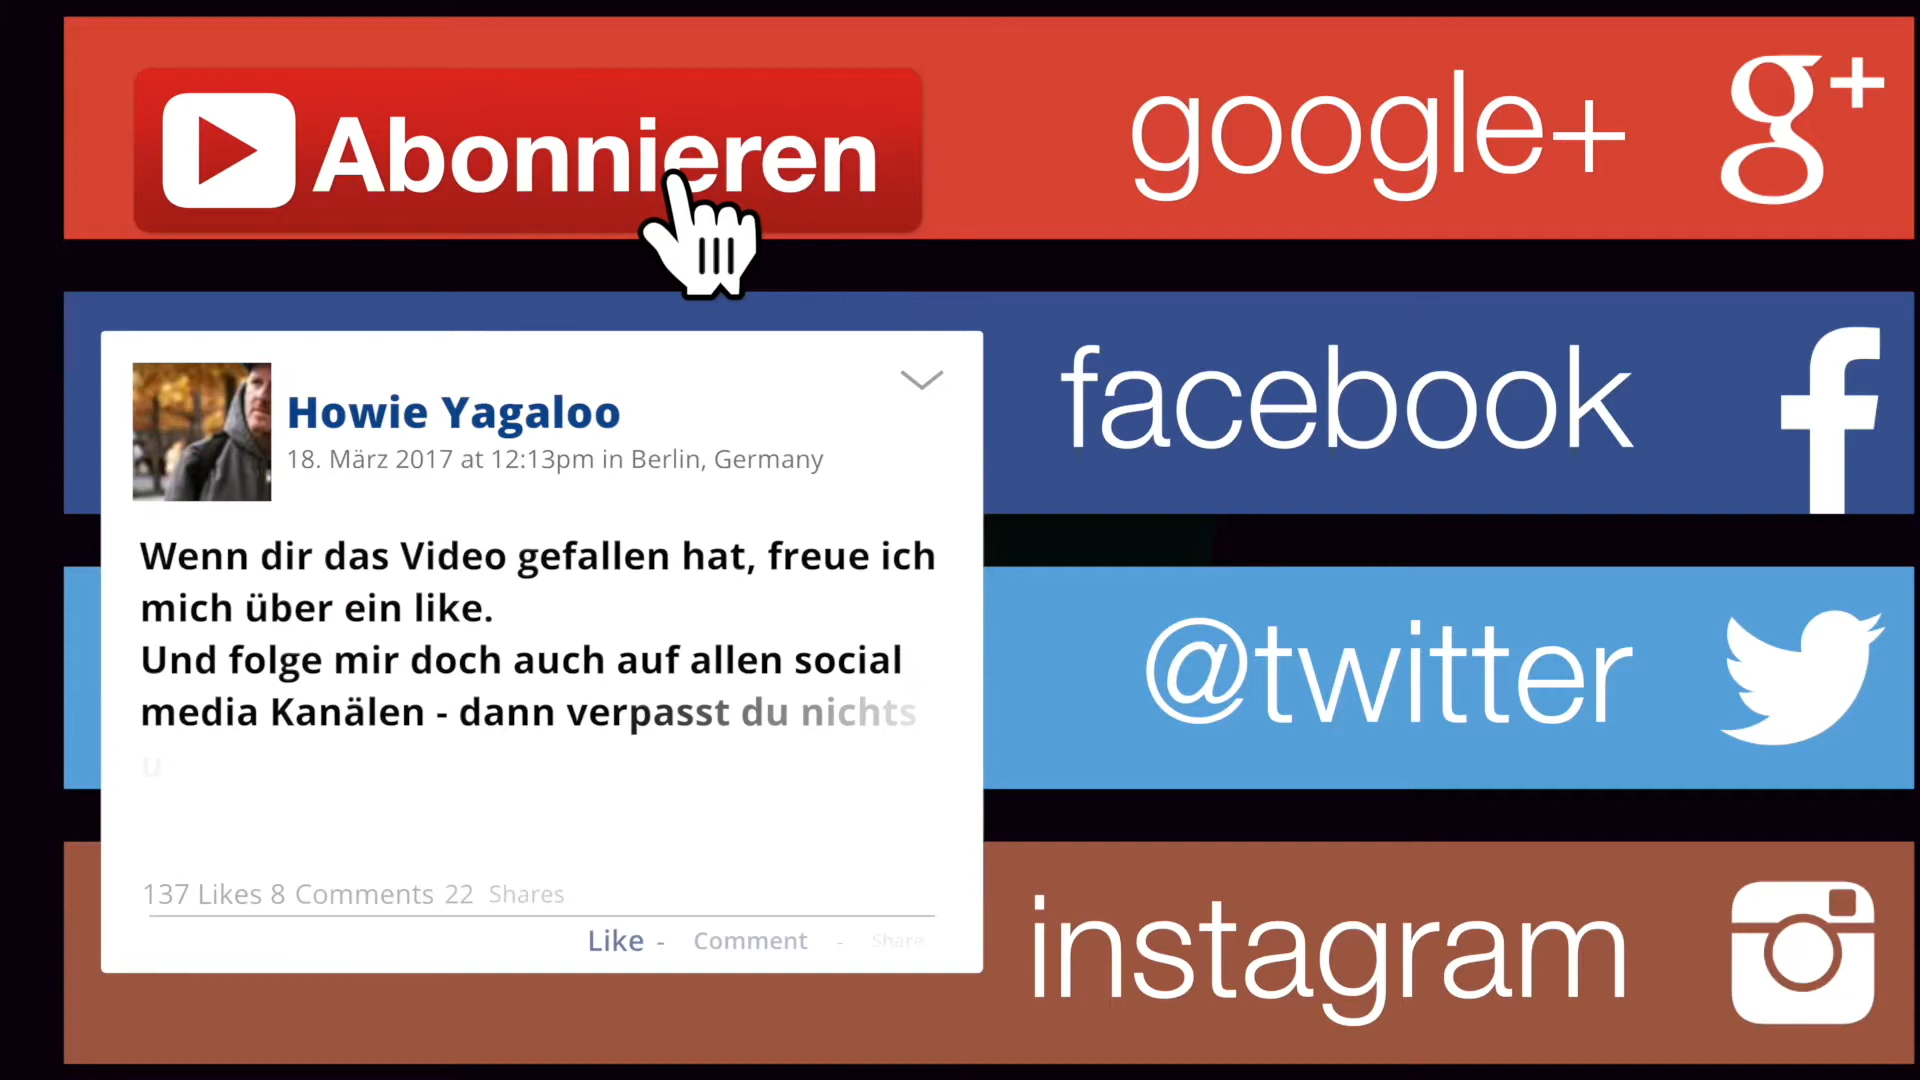 Abonnieren
google+
g+
facebook
f
Howie Yagaloo
18. März 2017 at 12:13pm in Berlin, Germany
Wenn dir das Video gefallen hat, freue ich
mich über ein like.
Und folge mir doch auch auf allen social
media Kanälen - dann verpasst du nichts
u
@twitter
137 Likes 8 Comments 22 Shares
Like - Comment - Share
instagram